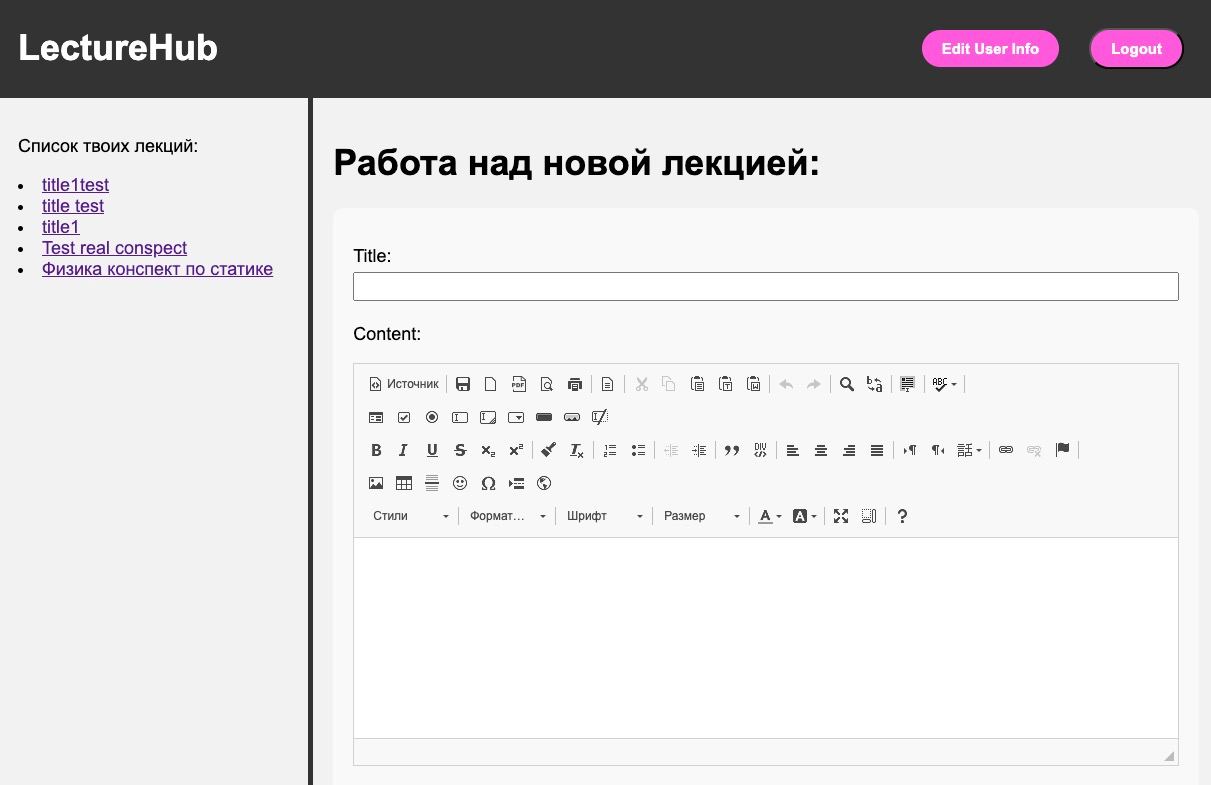 LectureHub
Edit User Info
Logout
Список твоих лекций:
title1test
title test
title1
Test real conspect
Физика конспект по статике
Работа над новой лекцией:
Title:
Content:
Источник
Стили Формат... Шрифт Размер